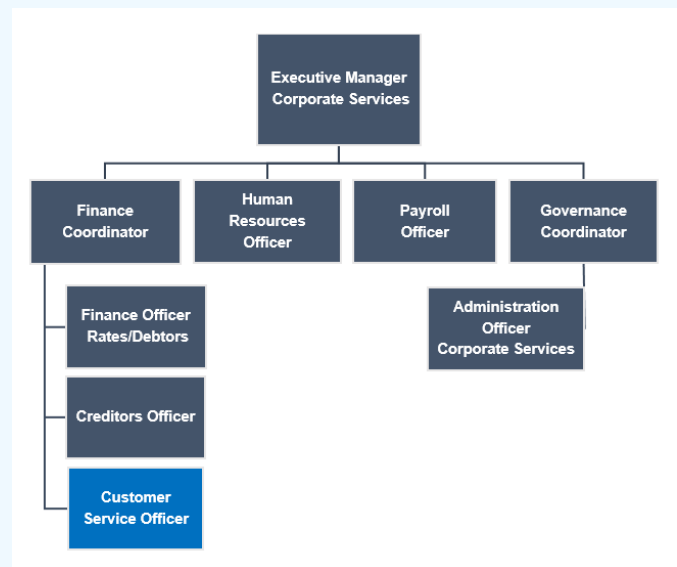 Executive Manager
Corporate Services
Finance
Coordinator
Human
Resources
Officer
Payroll
Officer
Governance
Coordinator
Finance Officer
Rates/Debtors
Administration
Officer
Corporate Services
Creditors Officer
Customer
Service Officer